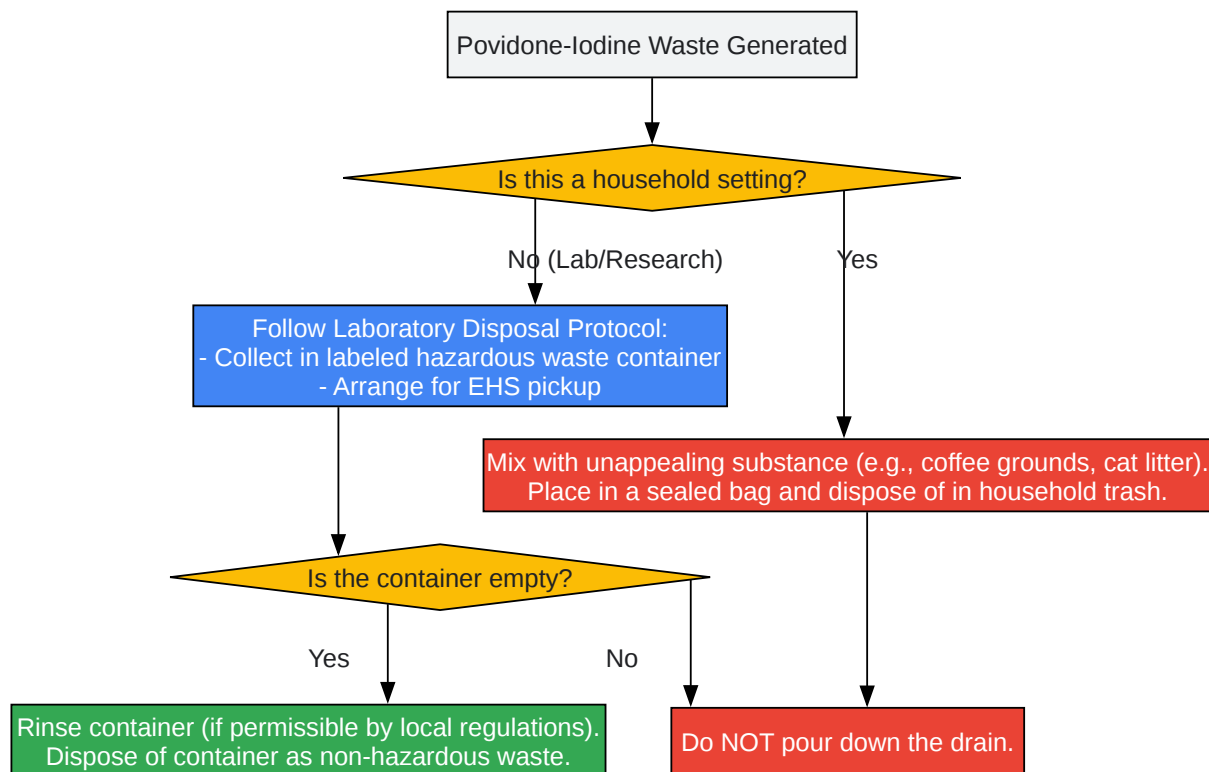 Povidone-Iodine Waste Generated
Is this a household setting?
No (Lab/Research)
Yes
Follow Laboratory Disposal Protocol:
- Collect in labeled hazardous waste container
- Arrange for EHS pickup
Mix with unappealing substance (e.g., coffee grounds, cat litter).
Place in a sealed bag and dispose of in household trash.
Is the container empty?
Yes
No
Rinse container (if permissible by local regulations).
Dispose of container as non-hazardous waste.
Do NOT pour down the drain.